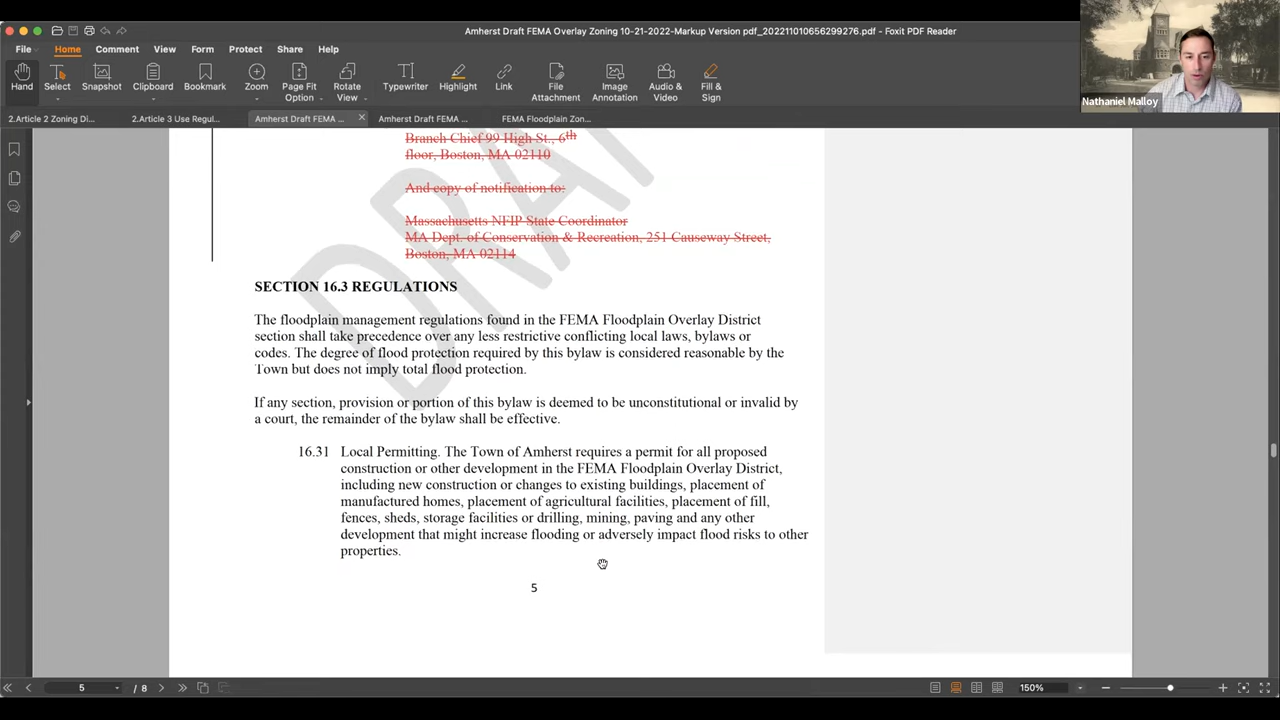 Amherst Draft FEMA Overlay Zoning 10-21-2022-Markup Version pdf_202211010656299276.pdf - Foxit PDF Reader
File Home Comment View Form Protect Share Help
Hand Select Snapshot Clipboard Bookmark Zoom Page Fit Option Rotate View Typewriter Highlight Link File Attachment Image Annotation Audio & Video Fill & Sign
Nathaniel Malloy
2.Article 2 Zoning Di... 2.Article 3 Use Regul... Amherst Draft FEMA ... Amherst Draft FEMA ... FEMA Floodplain Zon...
Branch Chief 99 High St., 6th
floor, Boston, MA 02110
And copy of notification to:
Massachusetts NFIP State Coordinator
MA Dept. of Conservation & Recreation, 251 Causeway Street,
Boston, MA 02114
DRA
SECTION 16.3 REGULATIONS
The floodplain management regulations found in the FEMA Floodplain Overlay District
section shall take precedence over any less restrictive conflicting local laws, bylaws or
codes. The degree of flood protection required by this bylaw is considered reasonable by the
Town but does not imply total flood protection.
If any section, provision or portion of this bylaw is deemed to be unconstitutional or invalid by
a court, the remainder of the bylaw shall be effective.
16.31 Local Permitting. The Town of Amherst requires a permit for all proposed
construction or other development in the FEMA Floodplain Overlay District,
including new construction or changes to existing buildings, placement of
manufactured homes, placement of agricultural facilities, placement of fill,
fences, sheds, storage facilities or drilling, mining, paving and any other
development that might increase flooding or adversely impact flood risks to other
properties.
5
5 / 8 150%